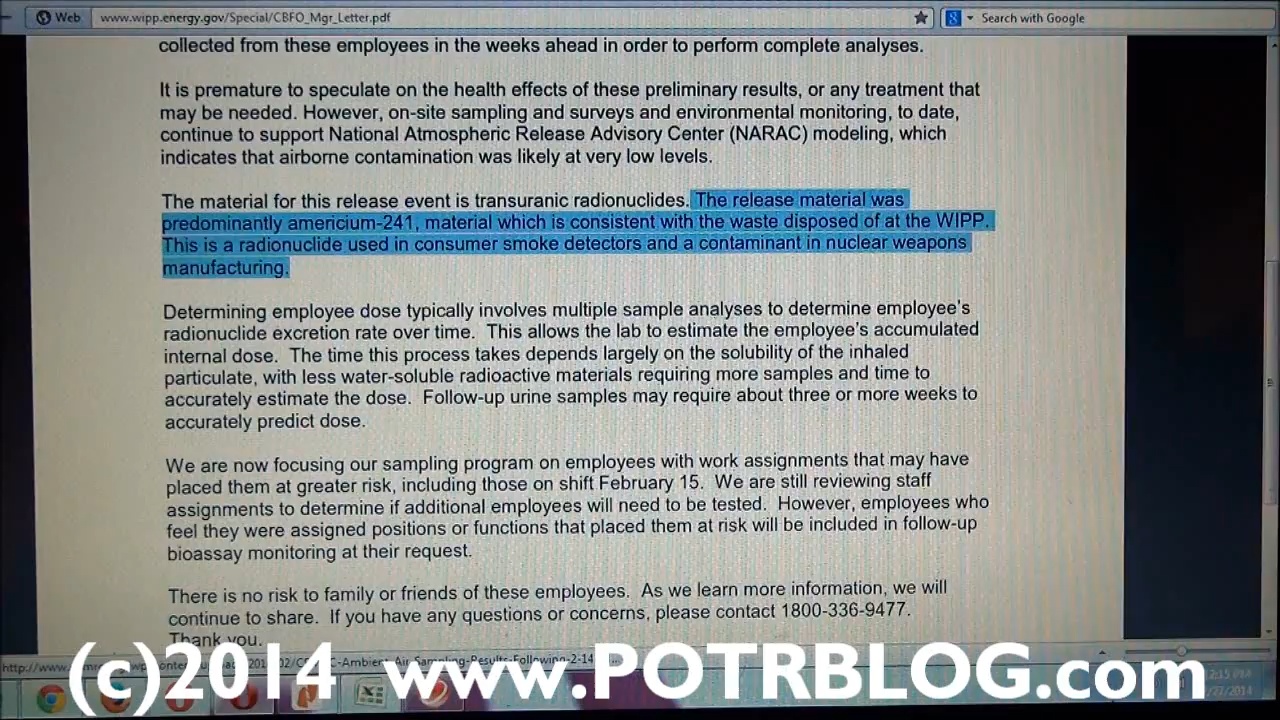 Web www.wipp.energy.gov/Special/CBFO_Mgr_Letter.pdf Search with Google
collected from these employees in the weeks ahead in order to perform complete analyses.
It is premature to speculate on the health effects of these preliminary results, or any treatment that
may be needed. However, on-site sampling and surveys and environmental monitoring, to date,
continue to support National Atmospheric Release Advisory Center (NARAC) modeling, which
indicates that airborne contamination was likely at very low levels.
The material for this release event is transuranic radionuclides. The release material was
predominantly americium-241, material which is consistent with the waste disposed of at the WIPP.
This is a radionuclide used in consumer smoke detectors and a contaminant in nuclear weapons
manufacturing.
Determining employee dose typically involves multiple sample analyses to determine employee's
radionuclide excretion rate over time. This allows the lab to estimate the employee's accumulated
internal dose. The time this process takes depends largely on the solubility of the inhaled
particulate, with less water-soluble radioactive materials requiring more samples and time to
accurately estimate the dose. Follow-up urine samples may require about three or more weeks to
accurately predict dose.
We are now focusing our sampling program on employees with work assignments that may have
placed them at greater risk, including those on shift February 15. We are still reviewing staff
assignments to determine if additional employees will need to be tested. However, employees who
feel they were assigned positions or functions that placed them at risk will be included in follow-up
bioassay monitoring at their request.
There is no risk to family or friends of these employees. As we learn more information, we will
continue to share. If you have any questions or concerns, please contact 1800-336-9477.
Thank you.
(c)2014 www.POTRBLOG.com